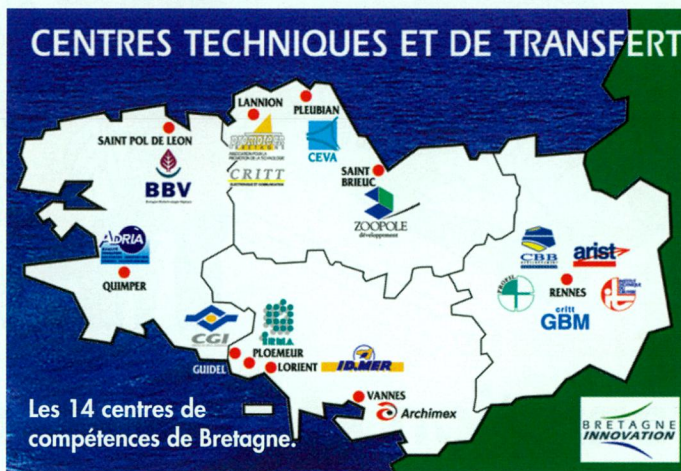 CENTRES TECHNIQUES ET DE TRANSFERT
LANNION
PLEUBIAN
SAINT POL DE LEON
BRETAGNE
CRITT
CEVA
BBV
SAINT
BRIEUC
ZOOPOLE
développement
ADRIA
QUIMPER
CBB
DEVELOPPEMENT
arist
RENNES
critt
GBM
CGI
IRMA
GUIDEL
PLOEMEUR
LORIENT
ID.MER
VANNES
Archimex
Les 14 centres de
compétences de Bretagne.
BRETAGNE
INNOVATION